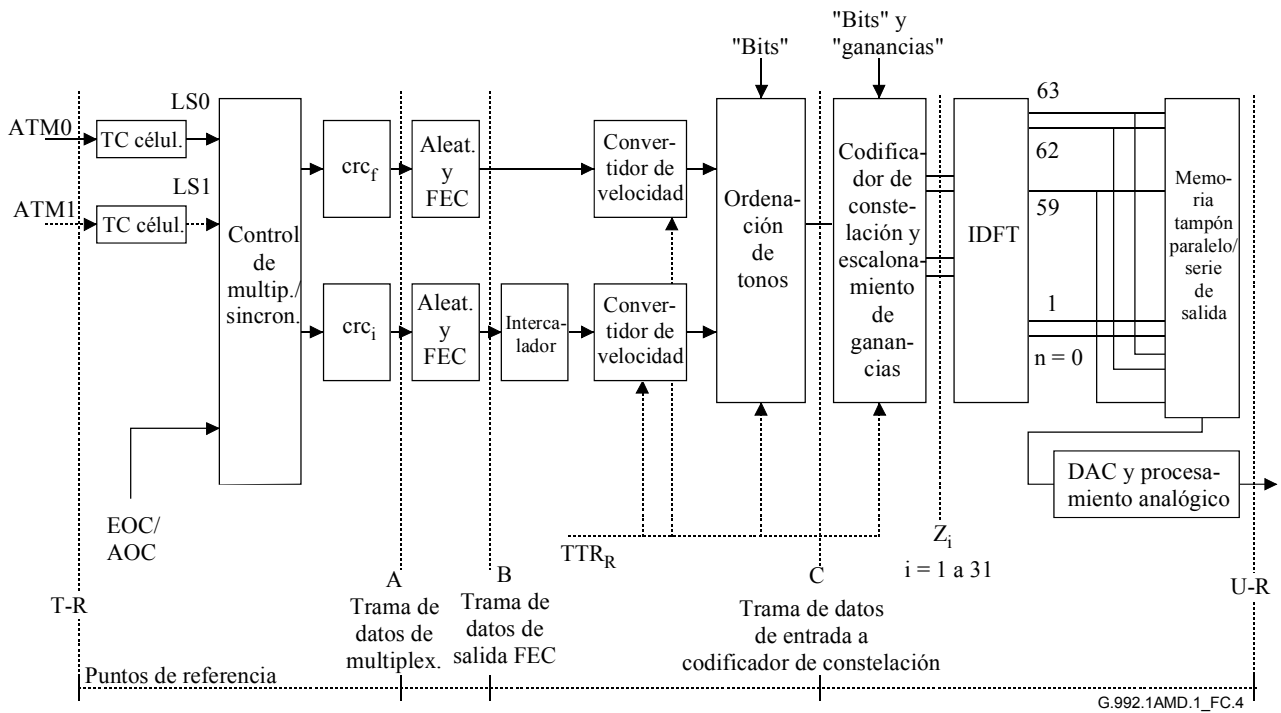 "Bits"
"Bits" y
"ganancias"
ATM0
LS0
TC célul.
ATM1
LS1
TC célul.
Control
de
multip./
sincron.
crcf
Aleat.
y
FEC
Conver-
tidor de
velocidad
crci
Aleat.
y
FEC
Interca-
lador
Conver-
tidor de
velocidad
Ordena-
ción
de
tonos
Codifica-
dor de
conste-
lación y
escalona-
miento
de
ganan-
cias
IDFT
63
62
59
1
n = 0
Memo-
ria
tampón
paralelo/
serie
de
salida
DAC y procesa-
miento analógico
EOC/
AOC
TTRR
Zi
i = 1 a 31
T-R
A
Trama de
datos de
multiplex.
B
Trama de
datos de
salida FEC
C
Trama de datos
de entrada a
codificador de constelación
U-R
Puntos de referencia
G.992.1AMD.1_FC.4